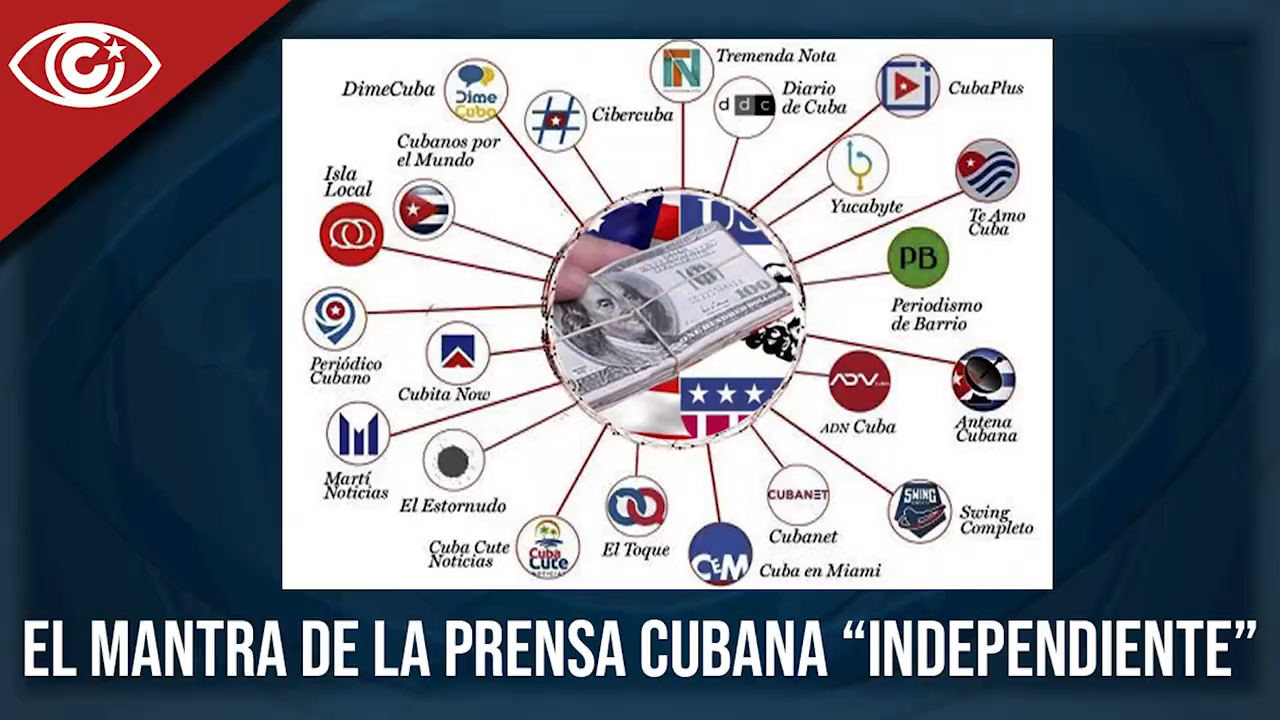 Tremenda Nota
DimeCuba
Dime
Cuba
Cibercuba
ddc
Diario
de Cuba
CubaPlus
Cubanos por
el Mundo
Isla
Local
Yucabyte
Te Amo
Cuba
US
100
PB
Periodismo
de Barrio
Periódico
Cubano
Cubita Now
ADN
ADN Cuba
Antena
Cubana
Martí
Noticias
El Estornudo
CUBANET
Cubanet
SWING
Swing
Completo
Cuba Cute
Noticias
Cuba
Cute
El Toque
CeM
Cuba en Miami
EL MANTRA DE LA PRENSA CUBANA “INDEPENDIENTE”